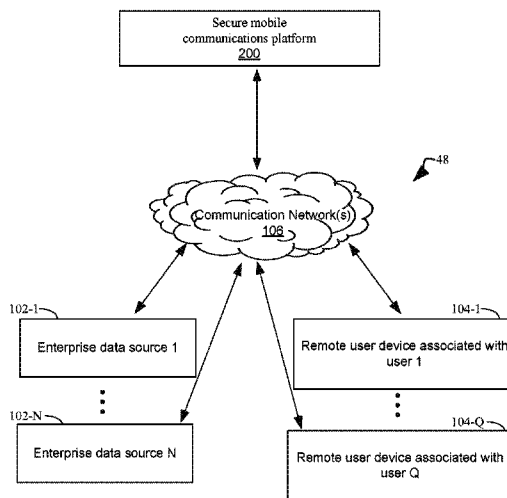 Secure mobile
communications platform
200
48
Communication Network(s)
106
102-1
Enterprise data source 1
102-N
Enterprise data source N
104-1
Remote user device associated with
user 1
104-Q
Remote user device associated with
user Q